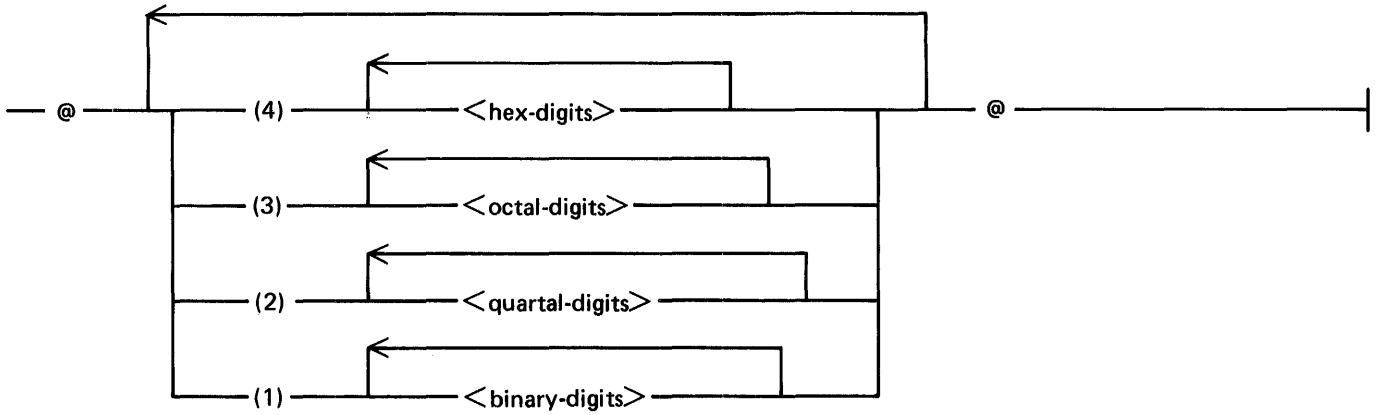 @ (4) <hex-digits> @
(3) <octal-digits>
(2) <quartal-digits>
(1) <binary-digits>